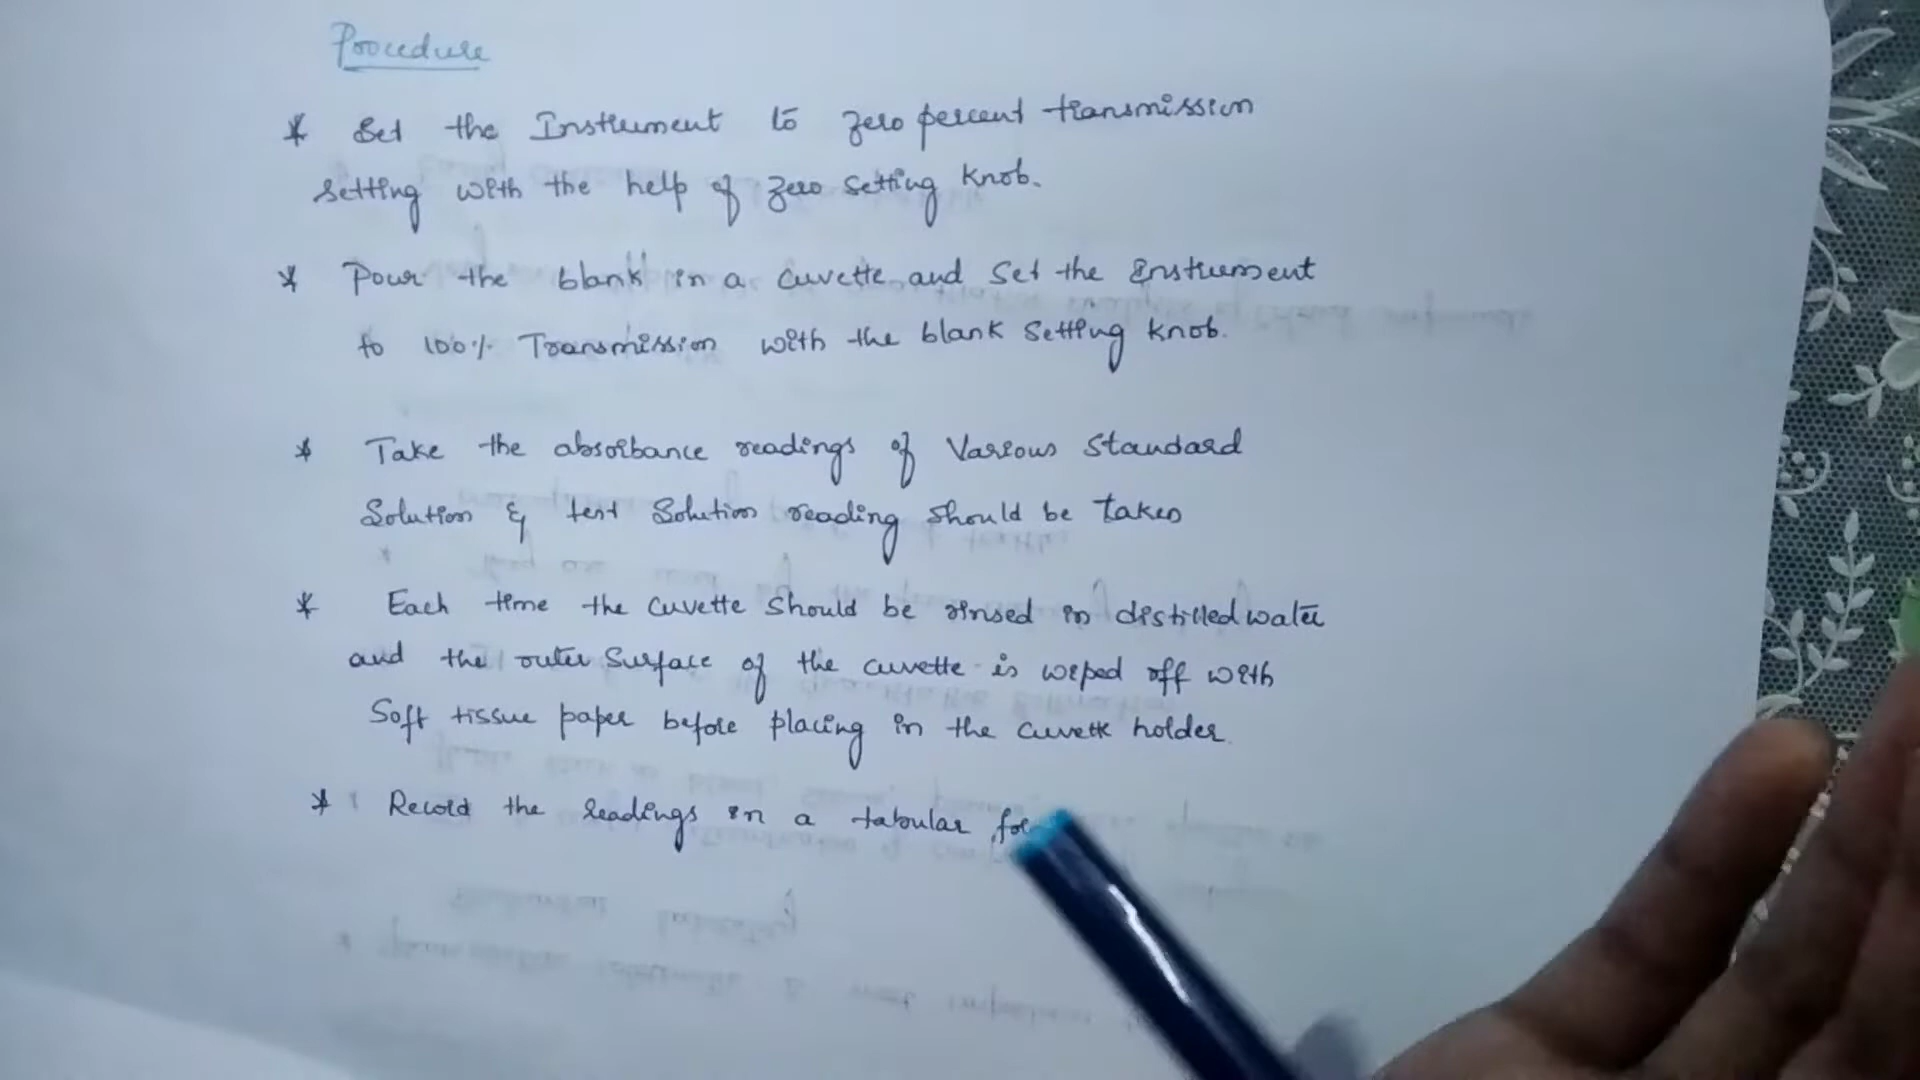 Procedure
* Set the Instrument to zero percent transmission
setting with the help of zero setting knob.
* Pour the blank in a cuvette and set the Instrument
to 100% Transmission with the blank setting knob.
* Take the absorbance readings of Various Standard
Solution & test Solution reading should be taken
* Each time the cuvette should be rinsed in distilled water
and the outer surface of the cuvette is wiped off with
Soft tissue paper before placing in the cuvette holder.
* Record the readings in a tabular